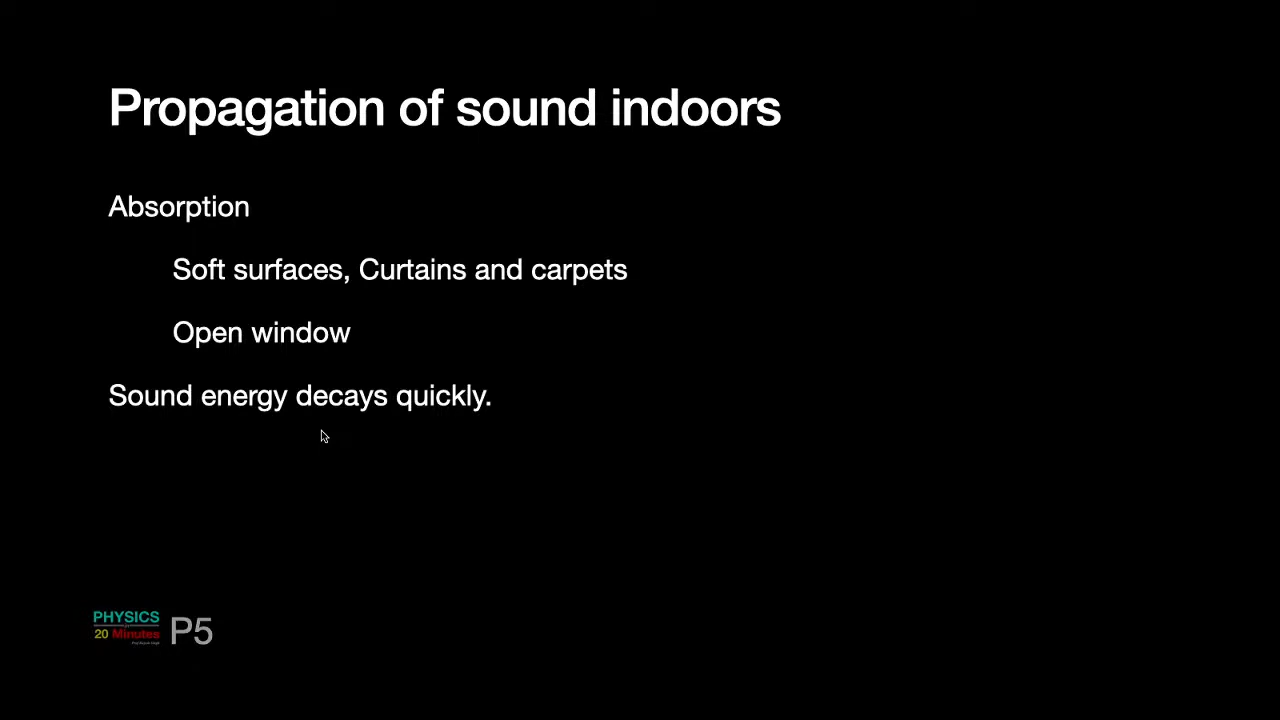 Propagation of sound indoors
Absorption
Soft surfaces, Curtains and carpets
Open window
Sound energy decays quickly.
PHYSICS
20 Minutes
P5